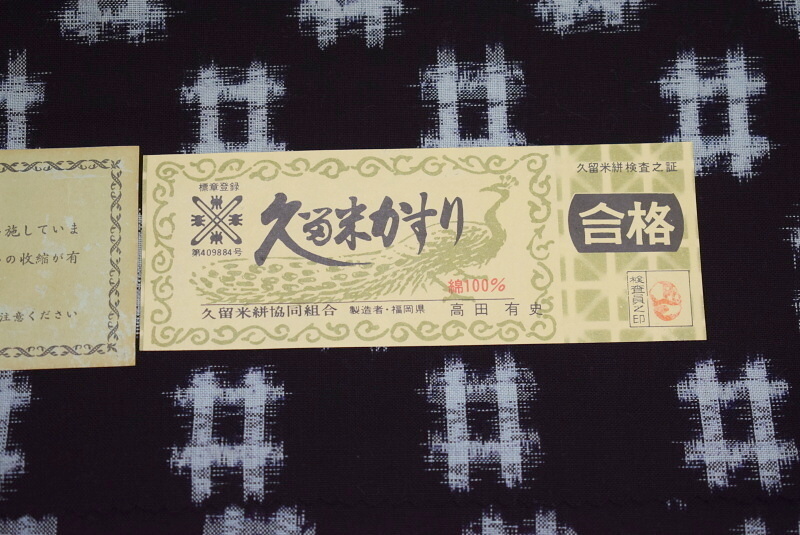 施していま
の収縮が有
注意ください
標章登録
第409884号
久留米かすり
綿100%
久留米絣協同組合 製造者・福岡県 高田 有史
久留米絣検査之証
合格
検査員之印